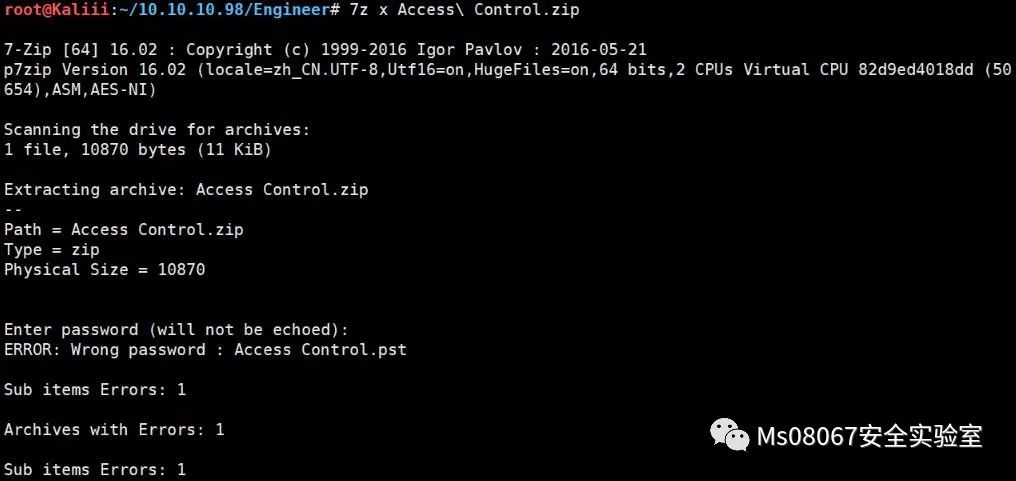 root@Kaliii:~/10.10.10.98/Engineer# 7z x Access\ Control.zip
7-Zip [64] 16.02 : Copyright (c) 1999-2016 Igor Pavlov : 2016-05-21
p7zip Version 16.02 (locale=zh_CN.UTF-8,Utf16=on,HugeFiles=on,64 bits,2 CPUs Virtual CPU 82d9ed4018dd (50
654),ASM,AES-NI)
Scanning the drive for archives:
1 file, 10870 bytes (11 KiB)
Extracting archive: Access Control.zip
--
Path = Access Control.zip
Type = zip
Physical Size = 10870
Enter password (will not be echoed):
ERROR: Wrong password : Access Control.pst
Sub items Errors: 1
Archives with Errors: 1
Sub items Errors: 1
Ms08067安全实验室